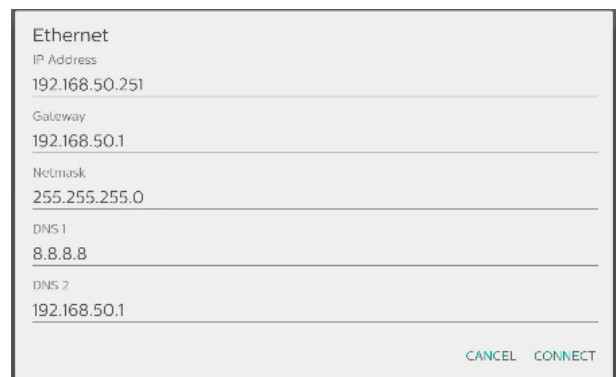 Ethernet
IP Address
192.168.50.251
Gateway
192.168.50.1
Netmask
255.255.255.0
DNS 1
8.8.8.8
DNS 2
192.168.50.1
CANCEL CONNECT